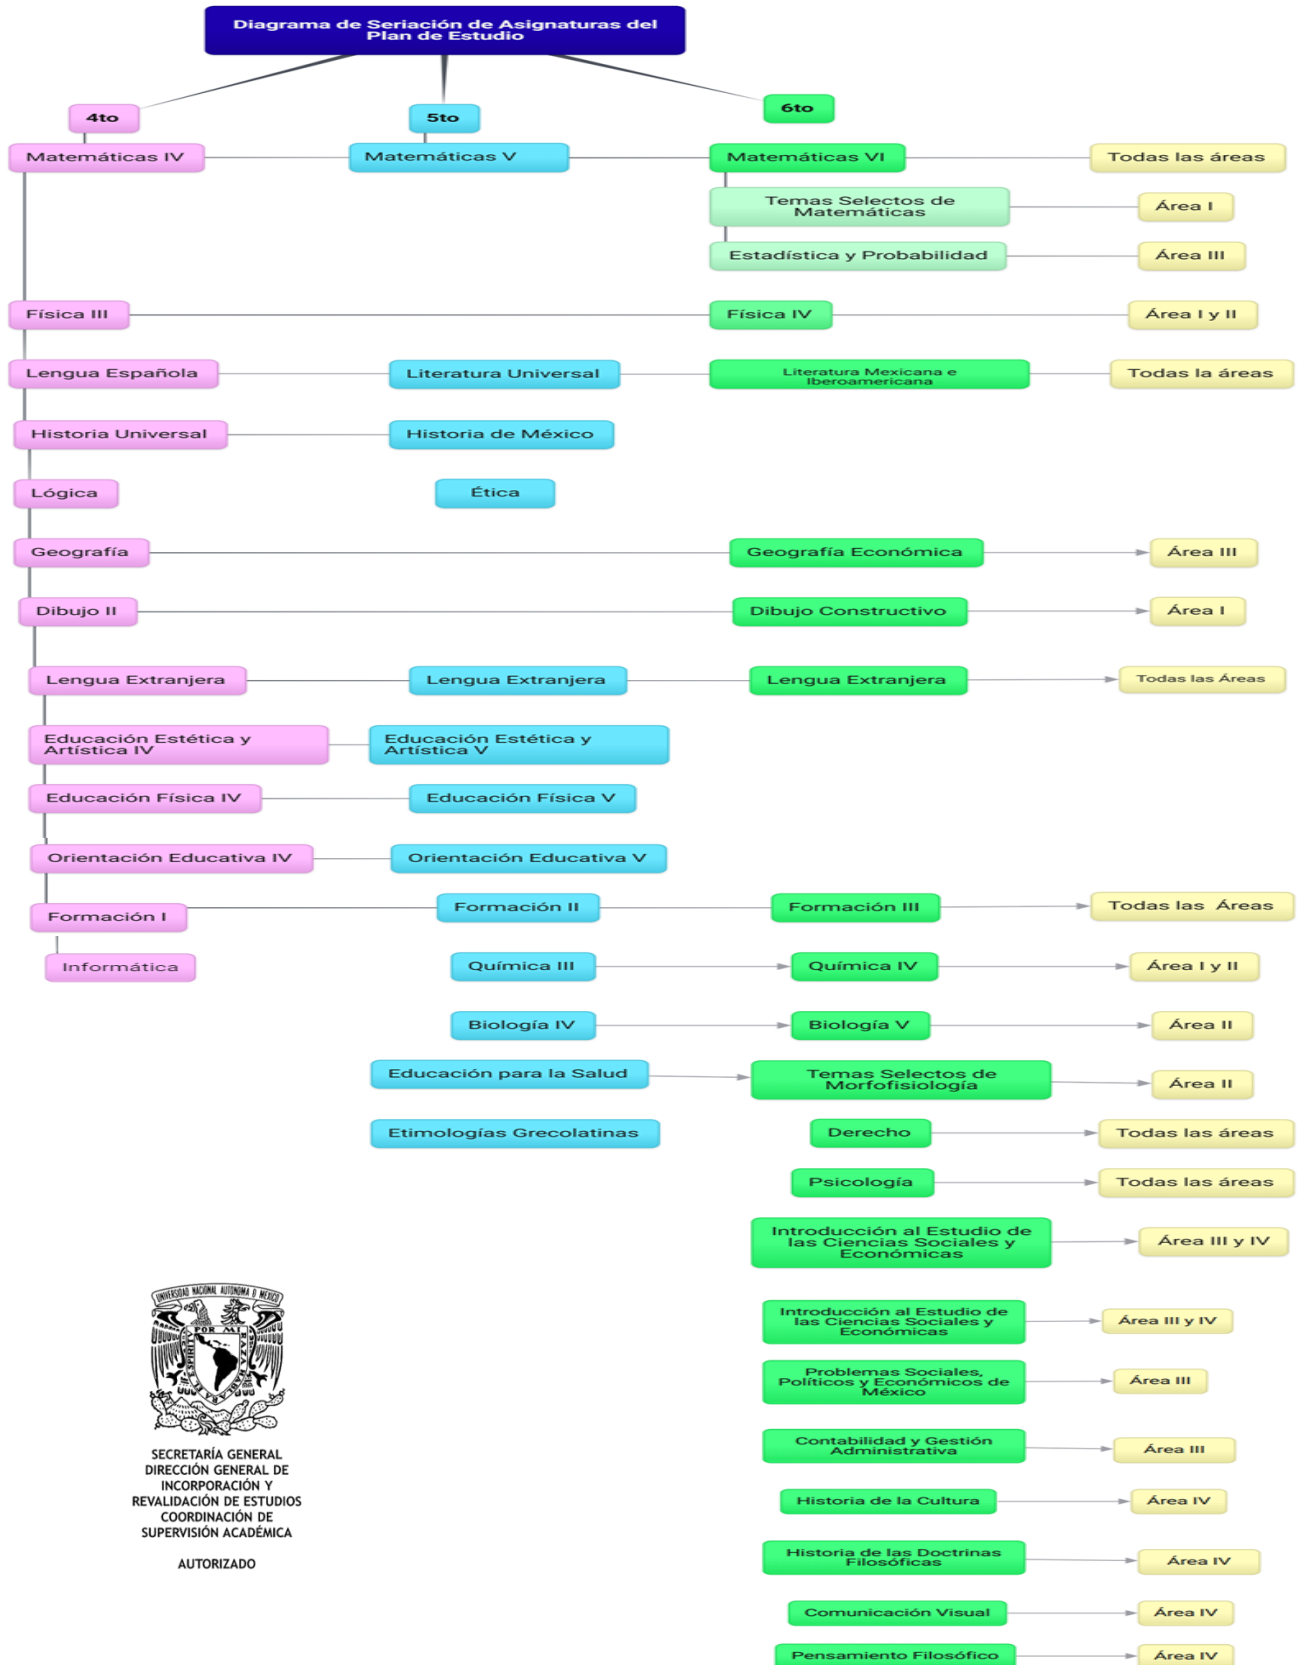 Diagrama de Seriación de Asignaturas del
Plan de Estudio
4to
5to
6to
Matemáticas IV
Matemáticas V
Matemáticas VI
Todas las áreas
Temas Selectos de
Matemáticas
Área I
Estadística y Probabilidad
Área III
Física III
Física IV
Área I y II
Lengua Española
Literatura Universal
Literatura Mexicana e
Iberoamericana
Todas la áreas
Historia Universal
Historia de México
Lógica
Ética
Geografía
Geografía Económica
Área III
Dibujo II
Dibujo Constructivo
Área I
Lengua Extranjera
Lengua Extranjera
Lengua Extranjera
Todas las Áreas
Educación Estética y
Artística IV
Educación Estética y
Artística V
Educación Física IV
Educación Física V
Orientación Educativa IV
Orientación Educativa V
Formación I
Formación II
Formación III
Todas las Áreas
Informática
Química III
Química IV
Área I y II
Biología IV
Biología V
Área II
Educación para la Salud
Temas Selectos de
Morfofisiología
Área II
Etimologías Grecolatinas
Derecho
Todas las áreas
Psicología
Todas las áreas
Introducción al Estudio de
las Ciencias Sociales y
Económicas
Área III y IV
Introducción al Estudio de
las Ciencias Sociales y
Económicas
Área III y IV
Problemas Sociales,
Políticos y Económicos de
México
Área III
Contabilidad y Gestión
Administrativa
Área III
Historia de la Cultura
Área IV
Historia de las Doctrinas
Filosóficas
Área IV
Comunicación Visual
Área IV
Pensamiento Filosófico
Área IV
UNIVERSIDAD NACIONAL AUTONOMA D MEXICO
POR MI RAZA HABLARA EL ESPIRITU
SECRETARÍA GENERAL
DIRECCIÓN GENERAL DE
INCORPORACIÓN Y
REVALIDACIÓN DE ESTUDIOS
COORDINACIÓN DE
SUPERVISIÓN ACADÉMICA
AUTORIZADO